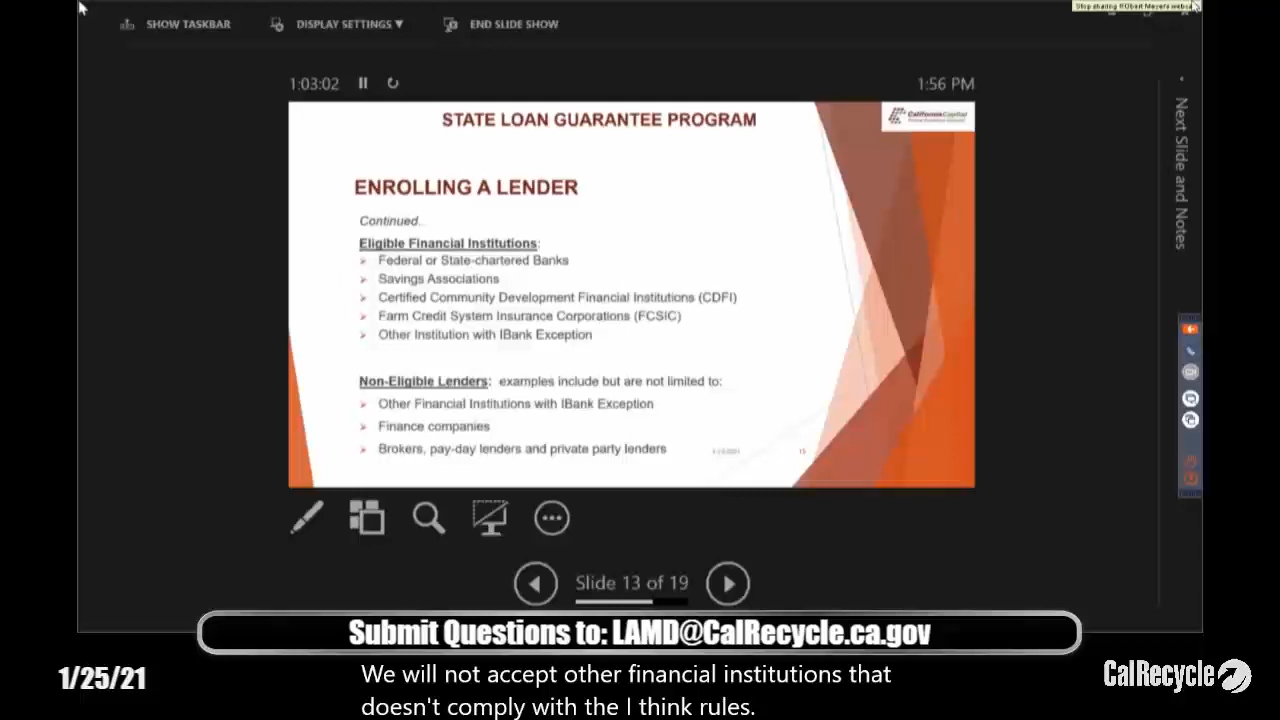 SHOW TASKBAR
DISPLAY SETTINGS ▼
END SLIDE SHOW
1:03:02
1:56 PM
STATE LOAN GUARANTEE PROGRAM
CaliforniaCapital
ENROLLING A LENDER
Continued..
Eligible Financial Institutions:
Federal or State-chartered Banks
Savings Associations
Certified Community Development Financial Institutions (CDFI)
Farm Credit System Insurance Corporations (FCSIC)
Other Institution with IBank Exception
Non-Eligible Lenders: examples include but are not limited to:
Other Financial Institutions with IBank Exception
Finance companies
Brokers, pay-day lenders and private party lenders
13
Next Slide and Notes
Slide 13 of 19
Submit Questions to: LAMD@CalRecycle.ca.gov
1/25/21
We will not accept other financial institutions that
doesn't comply with the I think rules.
CalRecycle